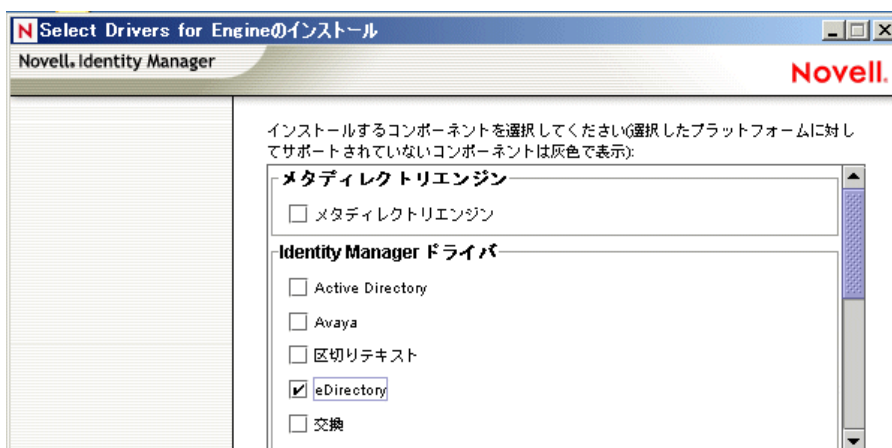 Select Drivers for Engineのインストール
Novell. Identity Manager
Novell.
インストールするコンポーネントを選択してください(選択したプラットフォームに対し
てサポートされていないコンポーネントは灰色で表示):
メタディレクトリエンジン
メタディレクトリエンジン
Identity Manager ドライバ
Active Directory
Avaya
区切りテキスト
eDirectory
交換